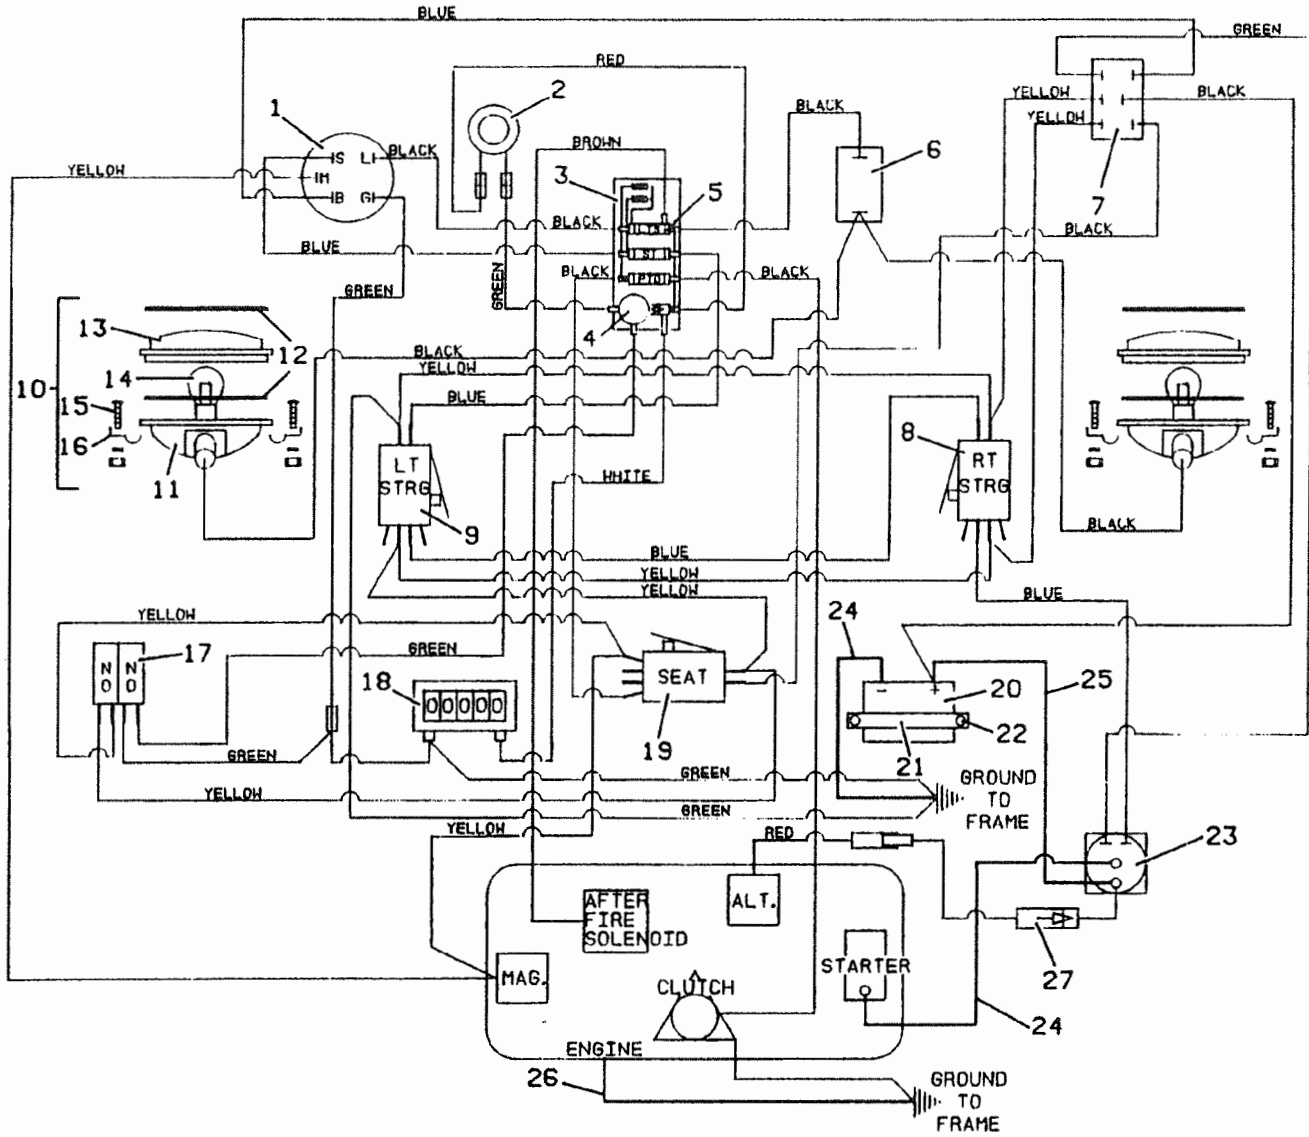 BLUE
GREEN
RED
2
YELLOW
BLACK
BLACK
1
BLACK
YELLOW
BROWN
6
S L
BLACK
3
5
YELLOW
M
7
B G
BLACK
TS
BLACK
BLUE
ST
BLACK
PTO
BLACK
GREEN
GREEN
4
13
12
BLACK
10
14
YELLOW
15
BLUE
16
8
LT
STRG
RT
STRG
11
WHITE
9
BLACK
BLUE
YELLOW
YELLOW
BLUE
YELLOW
24
17
GREEN
NO
NO
SEAT
18
00000
20
25
- +
19
22
21
GREEN
GREEN
GROUND
TO
FRAME
YELLOW
GREEN
YELLOW
RED
23
AFTER
FIRE
SOLENOID
ALT.
STARTER
MAG.
CLUTCH
27
24
ENGINE
26
GROUND
TO
FRAME